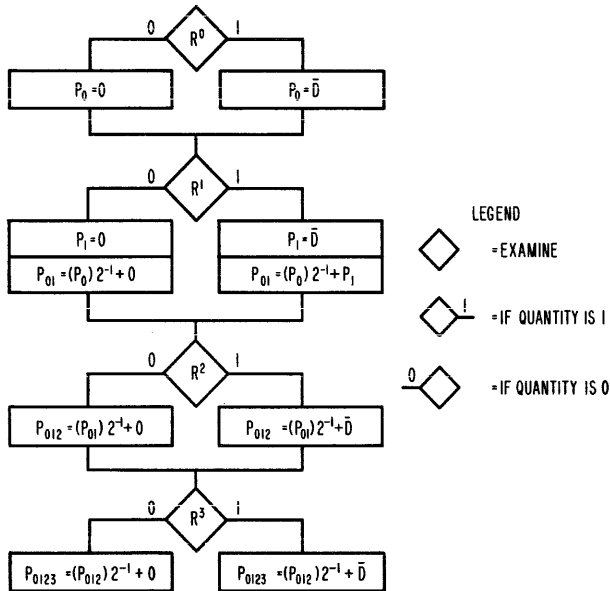 0 R⁰ 1
P₀ = 0
P₀ = D̄
0 R¹ 1
P₁ = 0
P₁ = D̄
P₀₁ = (P₀) 2⁻¹ + 0
P₀₁ = (P₀) 2⁻¹ + P₁
0 R² 1
P₀₁₂ = (P₀₁) 2⁻¹ + 0
P₀₁₂ = (P₀₁) 2⁻¹ + D̄
0 R³ 1
P₀₁₂₃ = (P₀₁₂) 2⁻¹ + 0
P₀₁₂₃ = (P₀₁₂) 2⁻¹ + D̄
LEGEND
= EXAMINE
1 = IF QUANTITY IS 1
0 = IF QUANTITY IS 0